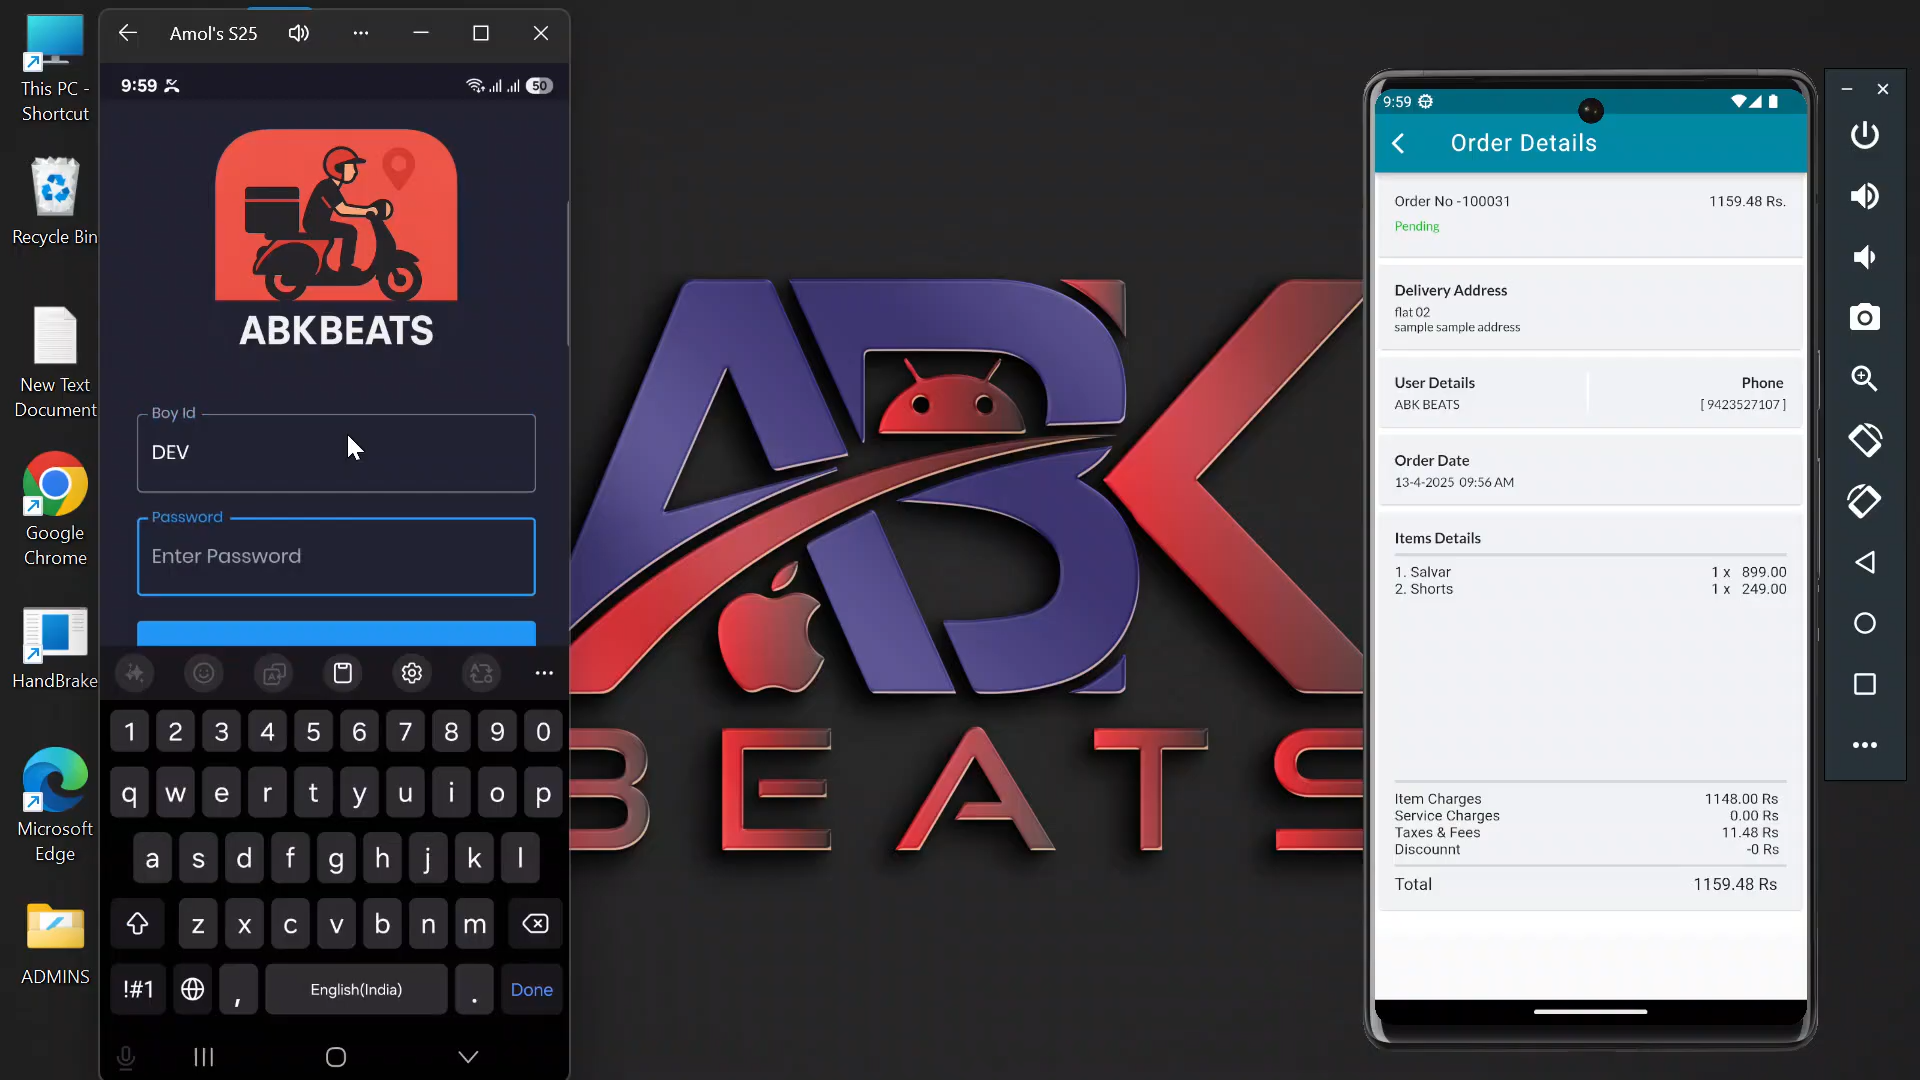 This PC -
Shortcut
Recycle Bin
New Text
Document
Google
Chrome
HandBrake
Microsoft
Edge
ADMINS
Amol's S25
9:59
50
ABKBEATS
Boy Id
DEV
Password
Enter Password
1 2 3 4 5 6 7 8 9 0
q w e r t y u i o p
a s d f g h j k l
z x c v b n m
!#1 , English(India) . Done
ABK
BEATS
9:59
Order Details
Order No -100031 1159.48 Rs.
Pending
Delivery Address
flat 02
sample sample address
User Details Phone
ABK BEATS [ 9423527107 ]
Order Date
13-4-2025 09:56 AM
Items Details
1. Salvar 1 x 899.00
2. Shorts 1 x 249.00
Item Charges 1148.00 Rs
Service Charges 0.00 Rs
Taxes & Fees 11.48 Rs
Discounnt -0 Rs
Total 1159.48 Rs